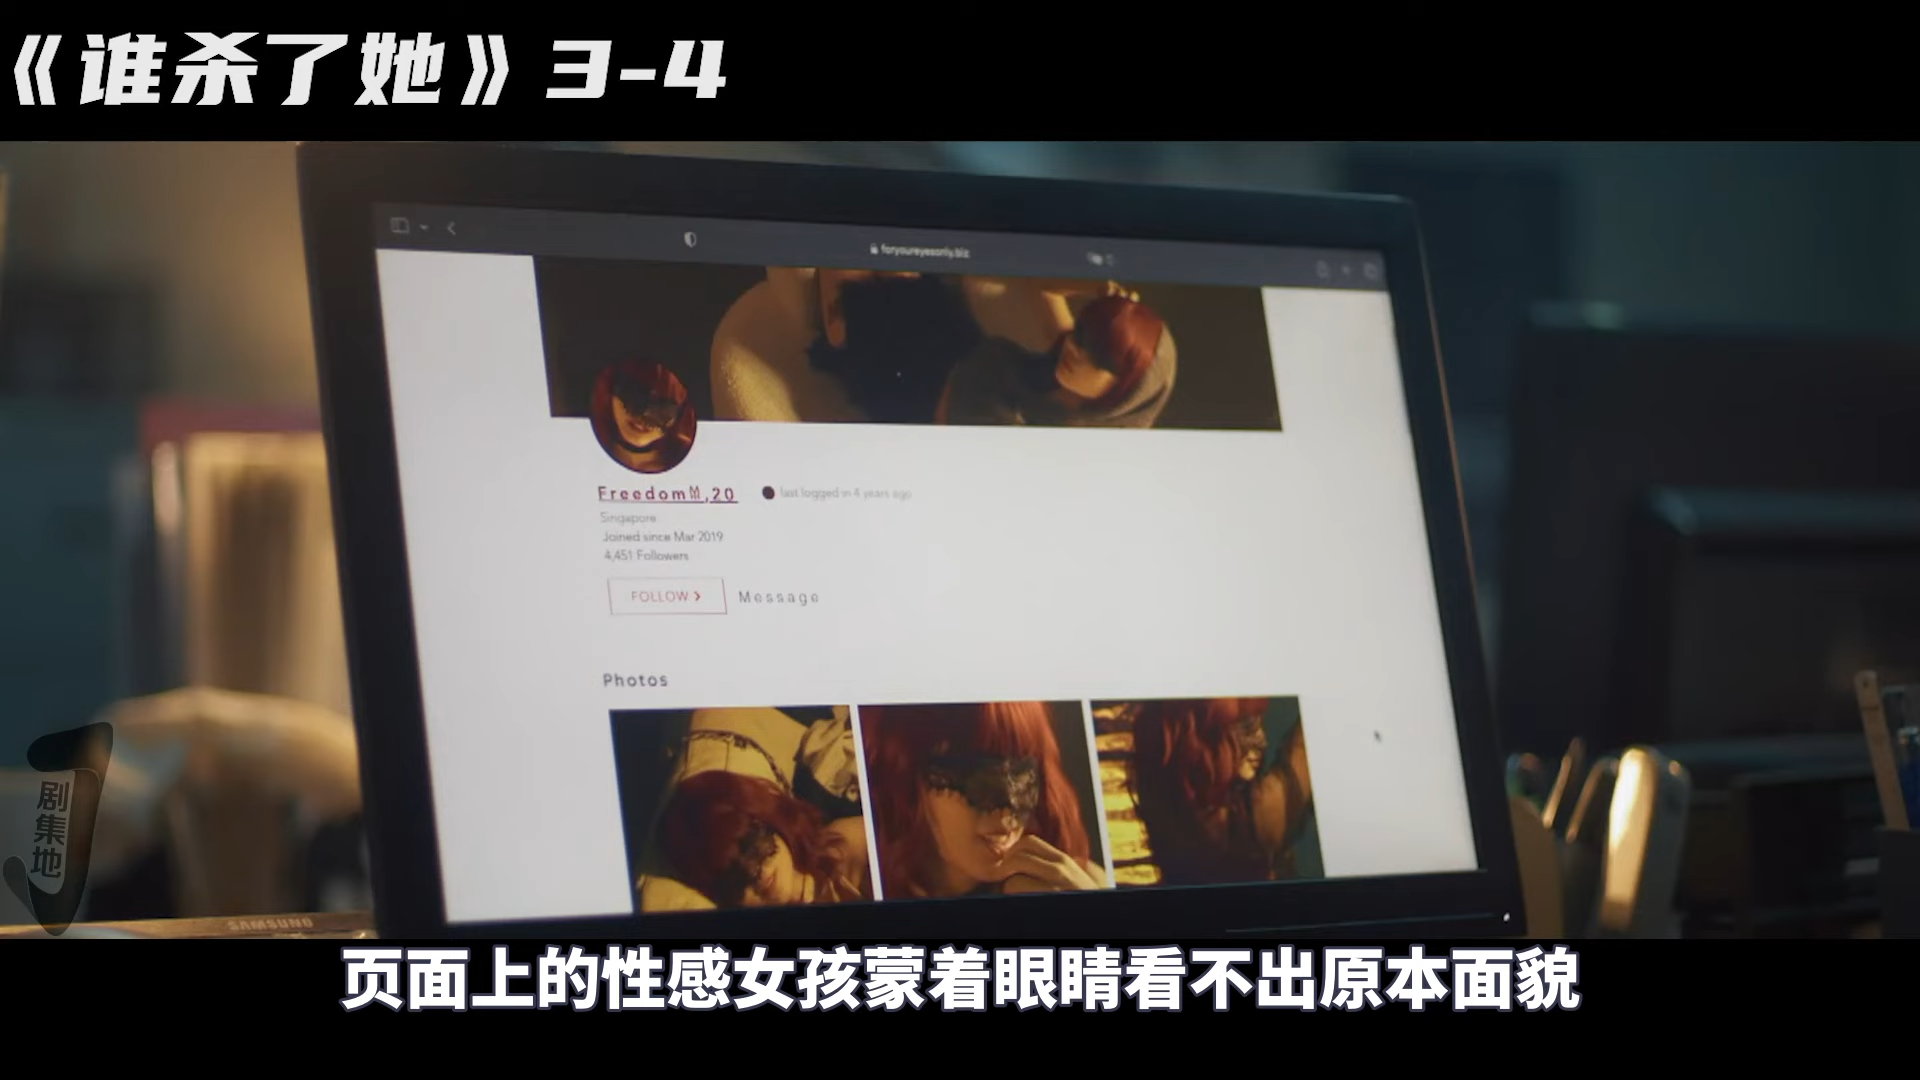 《谁杀了她》3-4
foryoureyesonly.biz
FreedomM,20
last logged in 4 years ago
Singapore
Joined since Mar 2019
4,451 Followers
FOLLOW >
Message
Photos
剧集地
SAMSUNG
页面上的性感女孩蒙着眼睛看不出原本面貌